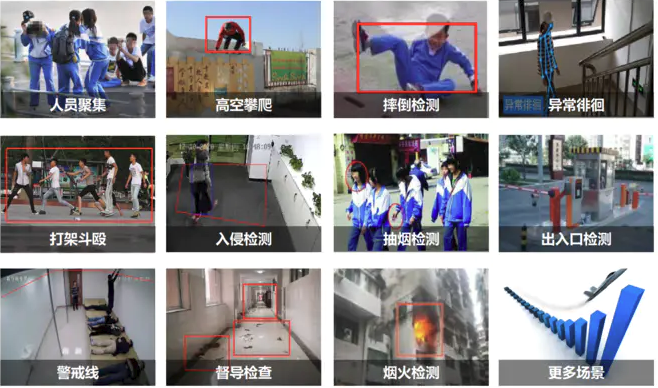 人员聚集
高空攀爬
摔倒检测
异常徘徊
异常徘徊
打架斗殴
入侵检测
抽烟检测
出入口检测
警戒线
督导检查
烟火检测
更多场景